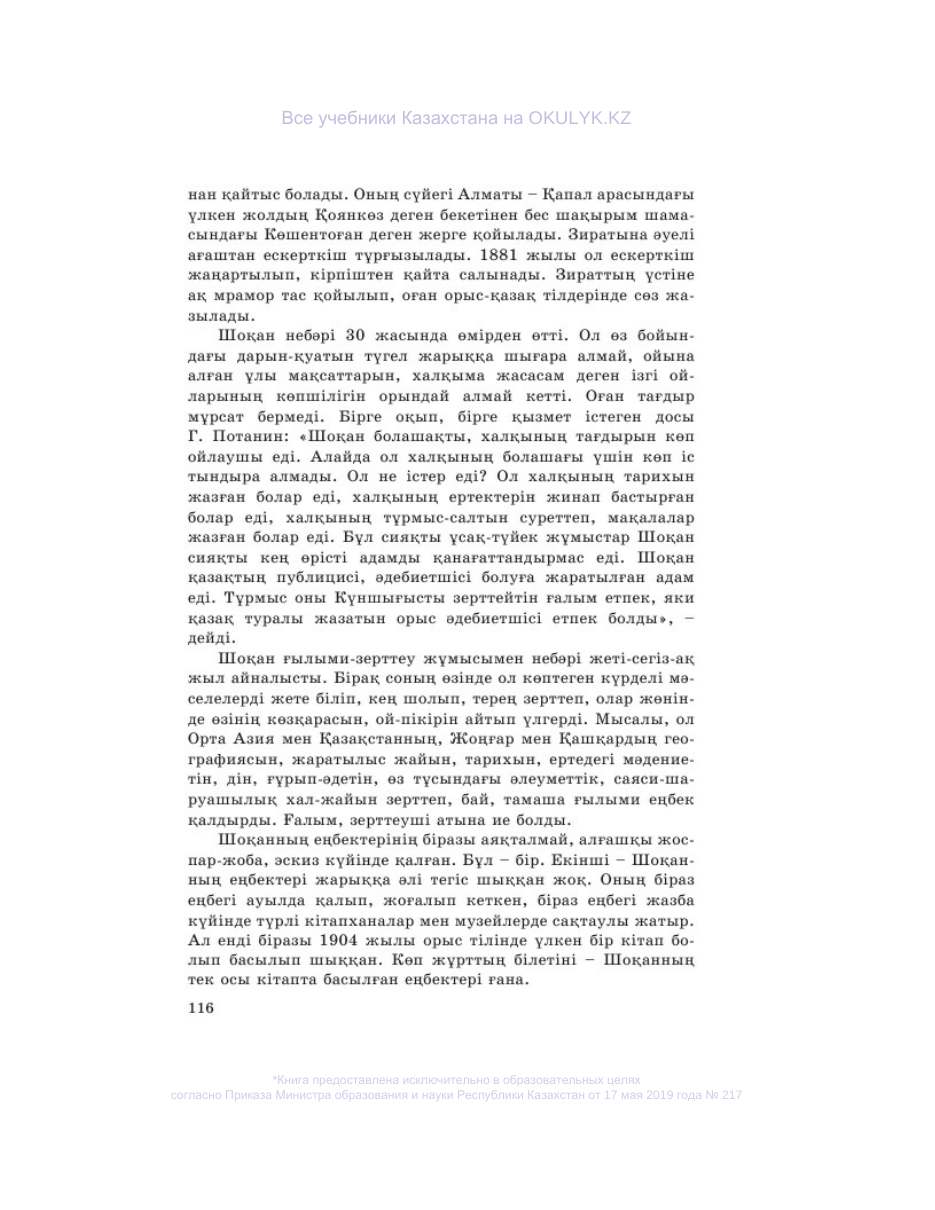 Все учебники Казахстана на OKULYK.KZ
нан қайтыс болады. Оның сүйегі Алматы – Қапал арасындағы
үлкен жолдың Қоянкөз деген бекетінен бес шақырым шама-
сындағы Көшентоған деген жерге қойылады. Зиратына әуелі
ағаштан ескерткіш тұрғызылады. 1881 жылы ол ескерткіш
жаңартылып, кірпіштен қайта салынады. Зираттың үстіне
ақ мрамор тас қойылып, оған орыс-қазақ тілдерінде сөз жа-
зылады.
Шоқан небәрі 30 жасында өмірден өтті. Ол өз бойын-
дағы дарын-қуатын түгел жарыққа шығара алмай, ойына
алған ұлы мақсаттарын, халқыма жасасам деген ізгі ой-
ларының көпшілігін орындай алмай кетті. Оған тағдыр
мұрсат бермеді. Бірге оқып, бірге қызмет істеген досы
Г. Потанин: «Шоқан болашақты, халқының тағдырын көп
ойлаушы еді. Алайда ол халқының болашағы үшін көп іс
тындыра алмады. Ол не істер еді? Ол халқының тарихын
жазған болар еді, халқының ертектерін жинап бастырған
болар еді, халқының тұрмыс-салтын суреттеп, мақалалар
жазған болар еді. Бұл сияқты ұсақ-түйек жұмыстар Шоқан
сияқты кең өрісті адамды қанағаттандырмас еді. Шоқан
қазақтың публицисі, әдебиетшісі болуға жаратылған адам
еді. Тұрмыс оны Күншығысты зерттейтін ғалым етпек, яки
қазақ туралы жазатын орыс әдебиетшісі етпек болды», –
дейді.
Шоқан ғылыми-зерттеу жұмысымен небәрі жеті-сегіз-ақ
жыл айналысты. Бірақ соның өзінде ол көптеген күрделі мә-
селелерді жете біліп, кең шолып, терең зерттеп, олар жөнін-
де өзінің көзқарасын, ой-пікірін айтып үлгерді. Мысалы, ол
Орта Азия мен Қазақстанның, Жоңғар мен Қашқардың гео-
графиясын, жаратылыс жайын, тарихын, ертедегі мәдение-
тін, дін, ғұрып-әдетін, өз тұсындағы әлеуметтік, саяси-ша-
руашылық хал-жайын зерттеп, бай, тамаша ғылыми еңбек
қалдырды. Ғалым, зерттеуші атына ие болды.
Шоқанның еңбектерінің біразы аяқталмай, алғашқы жос-
пар-жоба, эскиз күйінде қалған. Бұл – бір. Екінші – Шоқан-
ның еңбектері жарыққа әлі тегіс шыққан жоқ. Оның біраз
еңбегі ауылда қалып, жоғалып кеткен, біраз еңбегі жазба
күйінде түрлі кітапханалар мен музейлерде сақтаулы жатыр.
Ал енді біразы 1904 жылы орыс тілінде үлкен бір кітап бо-
лып басылып шыққан. Көп жұрттың білетіні – Шоқанның
тек осы кітапта басылған еңбектері ғана.
116
*Книга предоставлена исключительно в образовательных целях
согласно Приказа Министра образования и науки Республики Казахстан от 17 мая 2019 года № 217